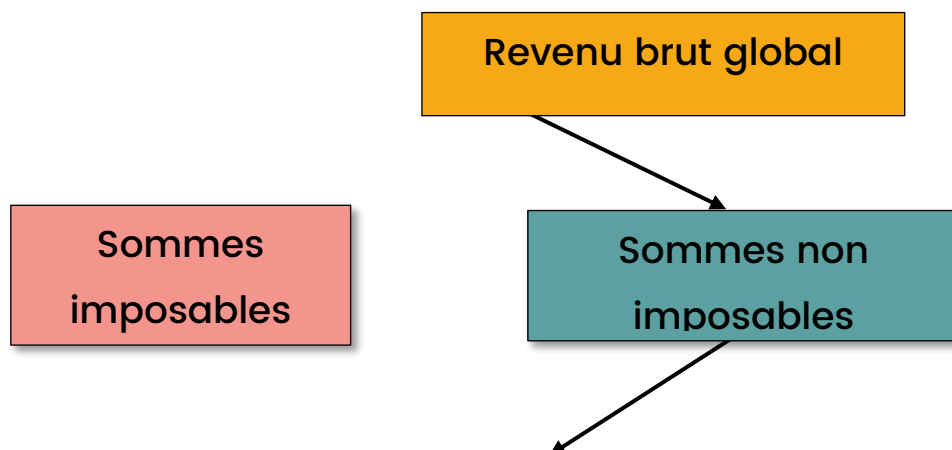 Revenu brut global
Sommes
imposables
Sommes non
imposables